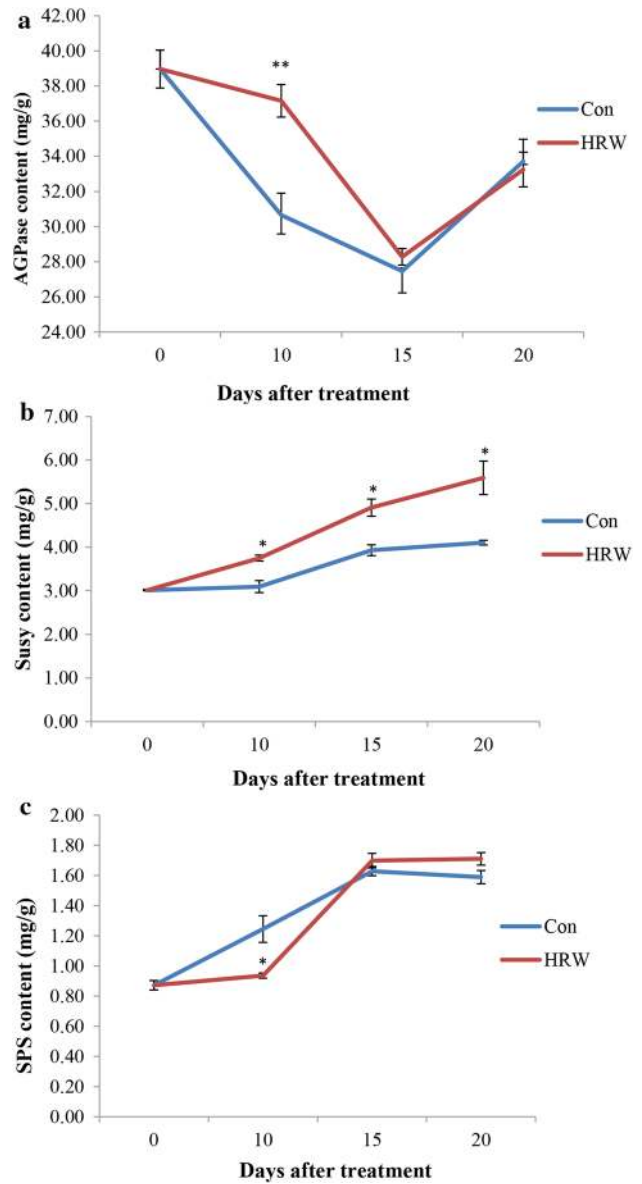 a
42.00
40.00
38.00
36.00
34.00
32.00
30.00
28.00
26.00
24.00
AGPase content (mg/g)
**
Con
HRW
0 10 15 20
Days after treatment
b
7.00
6.00
5.00
4.00
3.00
2.00
1.00
0.00
Susy content (mg/g)
* * *
Con
HRW
0 10 15 20
Days after treatment
c
2.00
1.80
1.60
1.40
1.20
1.00
0.80
0.60
0.40
0.20
0.00
SPS content (mg/g)
*
Con
HRW
0 10 15 20
Days after treatment